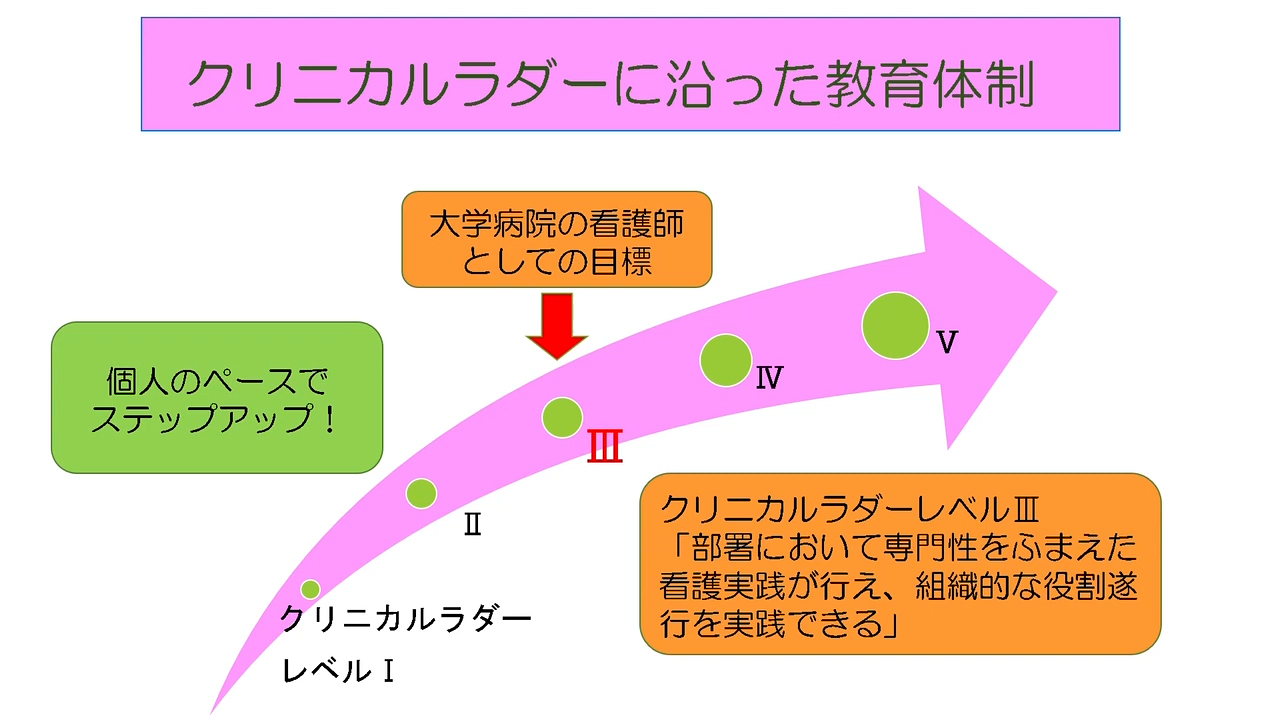 クリニカルラダーに沿った教育体制
大学病院の看護師
としての目標
個人のペースで
ステップアップ！
Ⅴ
Ⅳ
Ⅲ
Ⅱ
クリニカルラダー
レベルⅠ
クリニカルラダーレベルⅢ
「部署において専門性をふまえた
看護実践が行え、組織的な役割遂
行を実践できる」